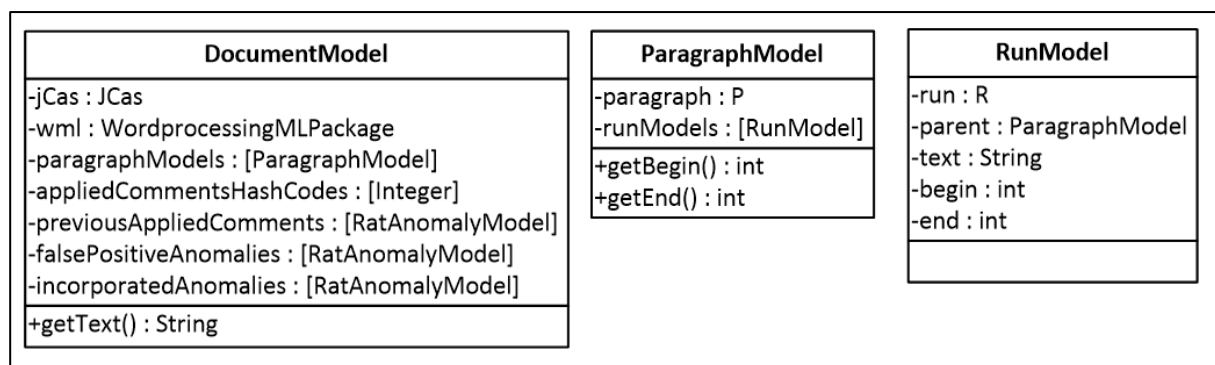 DocumentModel
-jCas : JCas
-wml : WordprocessingMLPackage
-paragraphModels : [ParagraphModel]
-appliedCommentsHashCodes : [Integer]
-previousAppliedComments : [RatAnomalyModel]
-falsePositiveAnomalies : [RatAnomalyModel]
-incorporatedAnomalies : [RatAnomalyModel]
+getText() : String
ParagraphModel
-paragraph : P
-runModels : [RunModel]
+getBegin() : int
+getEnd() : int
RunModel
-run : R
-parent : ParagraphModel
-text : String
-begin : int
-end : int